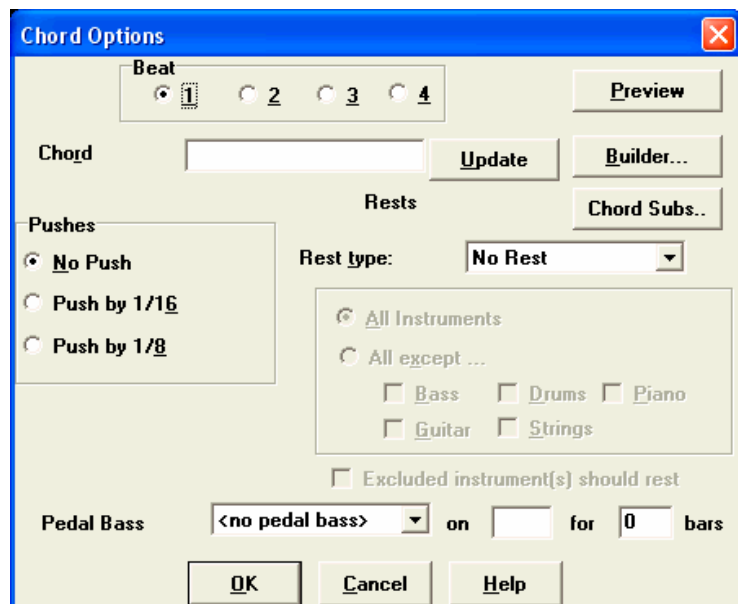 Chord Options
Beat
1 2 3 4
Preview
Chord
Update
Builder...
Rests
Chord Subs..
Pushes
No Push
Push by 1/16
Push by 1/8
Rest type:
No Rest
All Instruments
All except ...
Bass Drums Piano
Guitar Strings
Excluded instrument(s) should rest
Pedal Bass <no pedal bass> on for 0 bars
OK Cancel Help